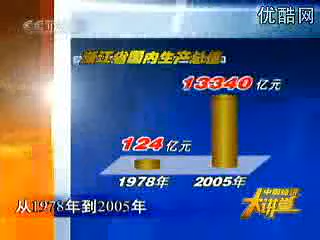 优酷网
浙江省国内生产总值
13340亿元
124亿元
1978年
2005年
从1978年到2005年
中国经济
大讲堂